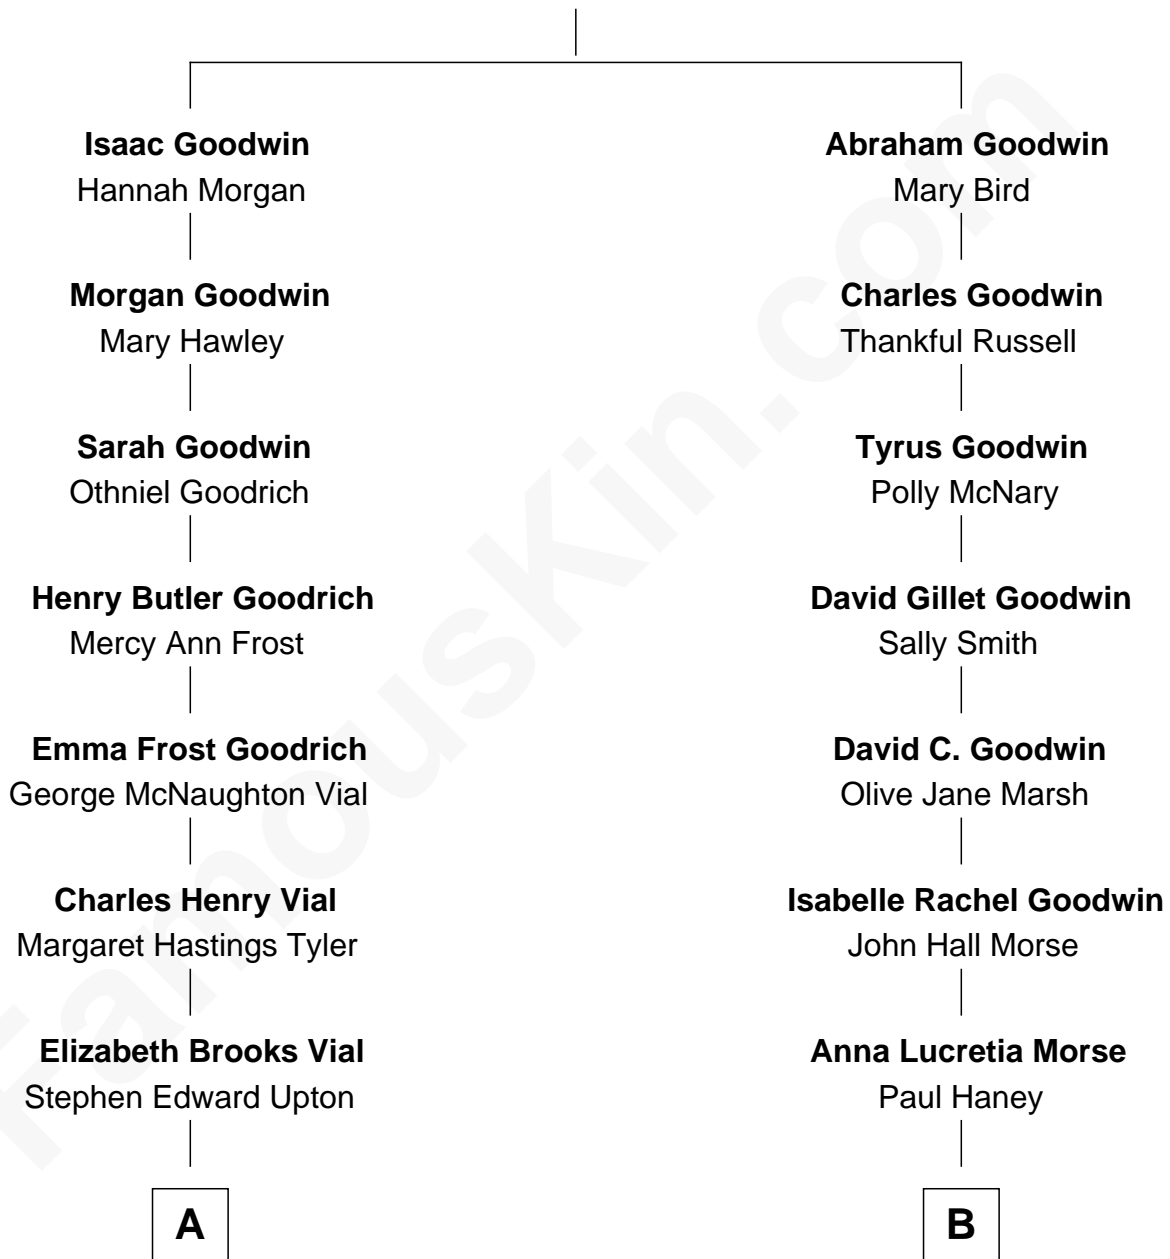 Isaac Goodwin
Hannah Morgan
Abraham Goodwin
Mary Bird
Morgan Goodwin
Mary Hawley
Charles Goodwin
Thankful Russell
Sarah Goodwin
Othniel Goodrich
Tyrus Goodwin
Polly McNary
Henry Butler Goodrich
Mercy Ann Frost
David Gillet Goodwin
Sally Smith
Emma Frost Goodrich
George McNaughton Vial
David C. Goodwin
Olive Jane Marsh
Charles Henry Vial
Margaret Hastings Tyler
Isabelle Rachel Goodwin
John Hall Morse
Elizabeth Brooks Vial
Stephen Edward Upton
Anna Lucretia Morse
Paul Haney
A
B
FamousKin.com